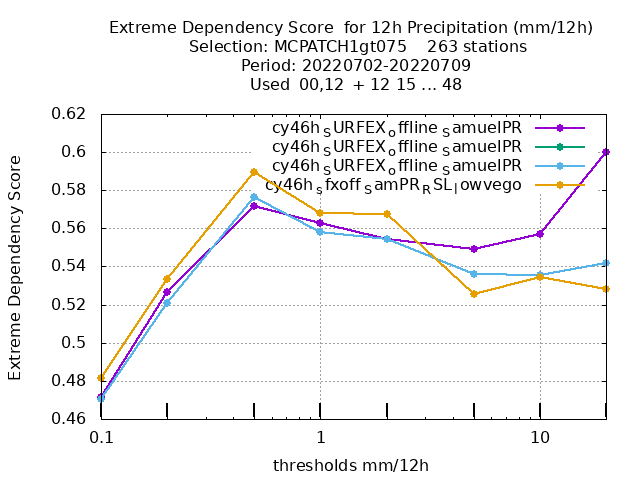 Extreme Dependency Score  for 12h Precipitation (mm/12h)
Selection: MCPATCH1gt075    263 stations
Period: 20220702-20220709
Used  00,12  + 12 15 ... 48
0.62
0.6
0.58
0.56
0.54
0.52
0.5
0.48
0.46
Extreme Dependency Score
cy46h_SURFEX_offline_SamuelPR
cy46h_SURFEX_offline_SamuelPR
cy46h_SURFEX_offline_SamuelPR
cy46h_sfxoff_SamPR_RSL_lowvego
0.1 1 10
thresholds mm/12h